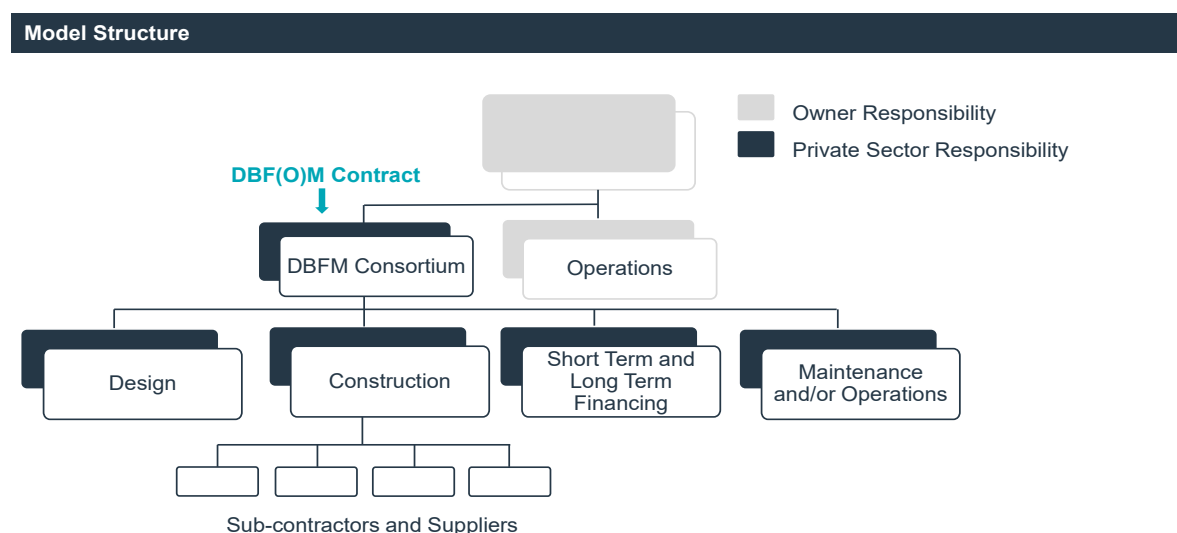 Model Structure
Owner Responsibility
Private Sector Responsibility
DBF(O)M Contract
DBFM Consortium
Operations
Design
Construction
Short Term and
Long Term
Financing
Maintenance
and/or Operations
Sub-contractors and Suppliers